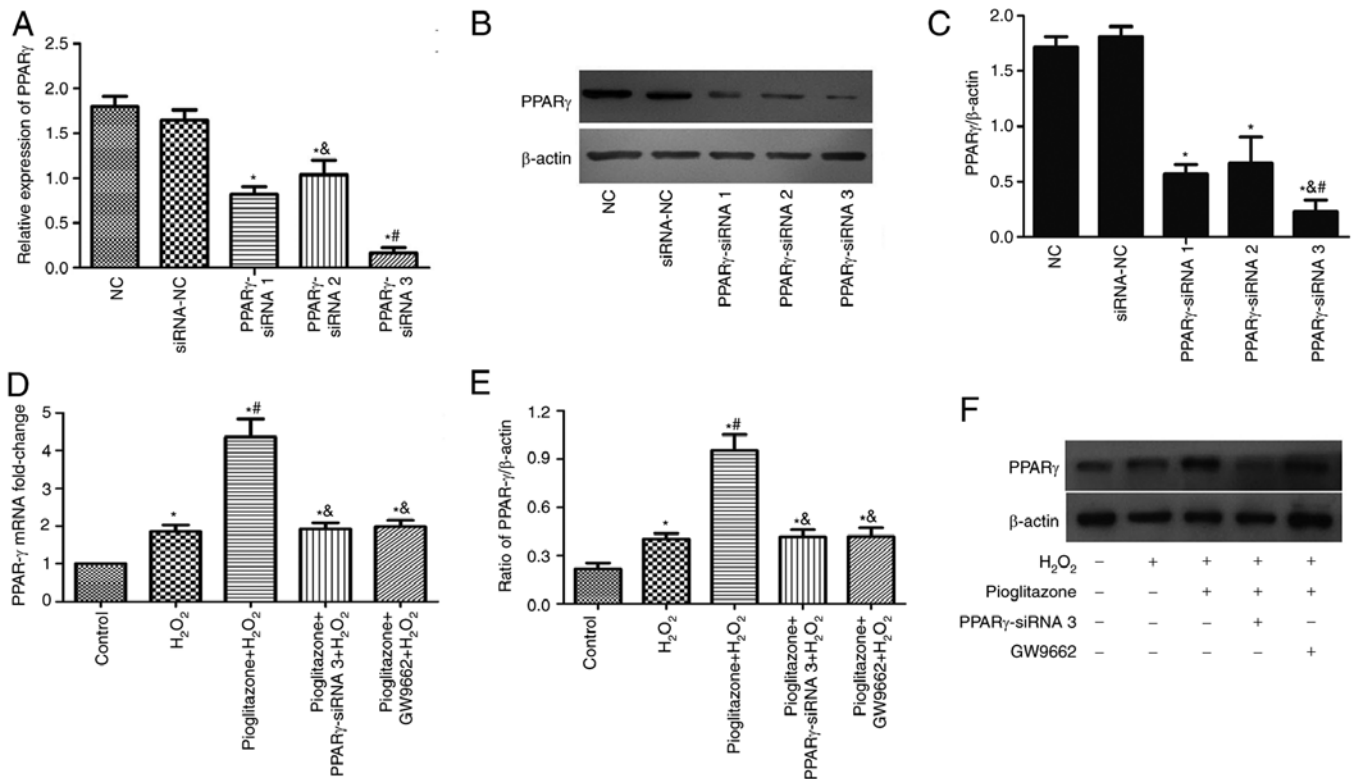 A
Relative expression of PPARγ
2.5
2.0
1.5
1.0
0.5
0.0
*
*&
*#
NC
siRNA-NC
PPARγ-
siRNA 1
PPARγ-
siRNA 2
PPARγ-
siRNA 3
B
PPARγ
β-actin
NC
siRNA-NC
PPARγ-siRNA 1
PPARγ-siRNA 2
PPARγ-siRNA 3
C
PPARγ/β-actin
2.0
1.5
1.0
0.5
0.0
*
*
*&#
NC
siRNA-NC
PPARγ-siRNA 1
PPARγ-siRNA 2
PPARγ-siRNA 3
D
PPAR-γ mRNA fold-change
5
4
3
2
1
0
*
*#
*&
*&
Control
H₂O₂
Pioglitazone+H₂O₂
Pioglitazone+
PPARγ-siRNA 3+H₂O₂
Pioglitazone+
GW9662+H₂O₂
E
Ratio of PPAR-γ/β-actin
1.2
0.9
0.6
0.3
0.0
*
*#
*&
*&
Control
H₂O₂
Pioglitazone+H₂O₂
Pioglitazone+
PPARγ-siRNA 3+H₂O₂
Pioglitazone+
GW9662+H₂O₂
F
PPARγ
β-actin
H₂O₂ – + + + +
Pioglitazone – – + + +
PPARγ-siRNA 3 – – – + –
GW9662 – – – – +